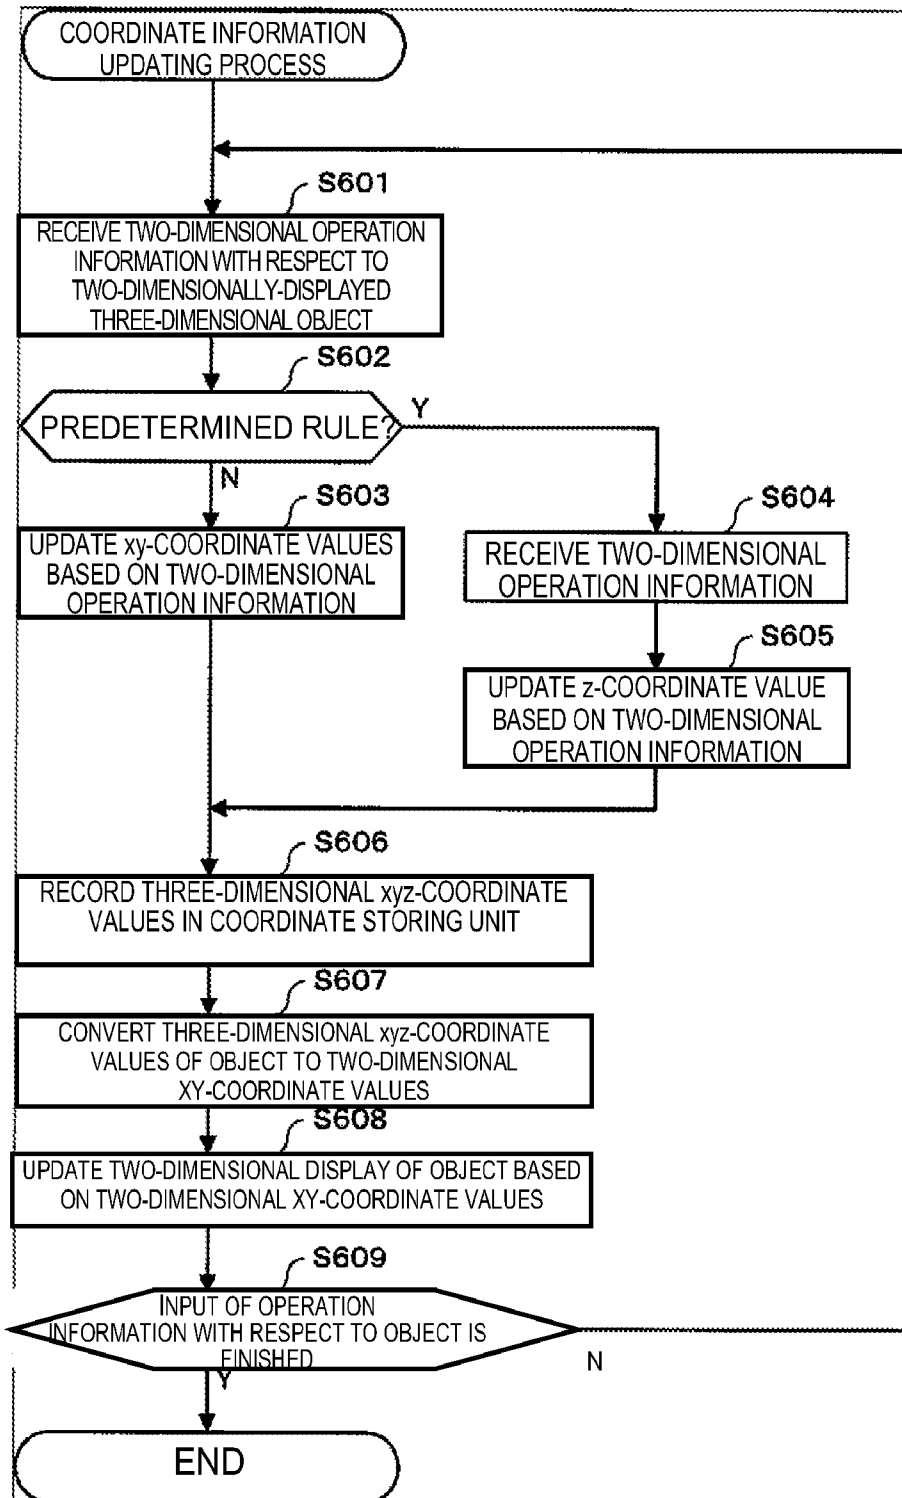 COORDINATE INFORMATION
UPDATING PROCESS
S601
RECEIVE TWO-DIMENSIONAL OPERATION
INFORMATION WITH RESPECT TO
TWO-DIMENSIONALLY-DISPLAYED
THREE-DIMENSIONAL OBJECT
S602
PREDETERMINED RULE?
Y
N
S603
UPDATE xy-COORDINATE VALUES
BASED ON TWO-DIMENSIONAL
OPERATION INFORMATION
S604
RECEIVE TWO-DIMENSIONAL
OPERATION INFORMATION
S605
UPDATE z-COORDINATE VALUE
BASED ON TWO-DIMENSIONAL
OPERATION INFORMATION
S606
RECORD THREE-DIMENSIONAL xyz-COORDINATE
VALUES IN COORDINATE STORING UNIT
S607
CONVERT THREE-DIMENSIONAL xyz-COORDINATE
VALUES OF OBJECT TO TWO-DIMENSIONAL
XY-COORDINATE VALUES
S608
UPDATE TWO-DIMENSIONAL DISPLAY OF OBJECT BASED
ON TWO-DIMENSIONAL XY-COORDINATE VALUES
S609
INPUT OF OPERATION
INFORMATION WITH RESPECT TO OBJECT IS
FINISHED
N
Y
END